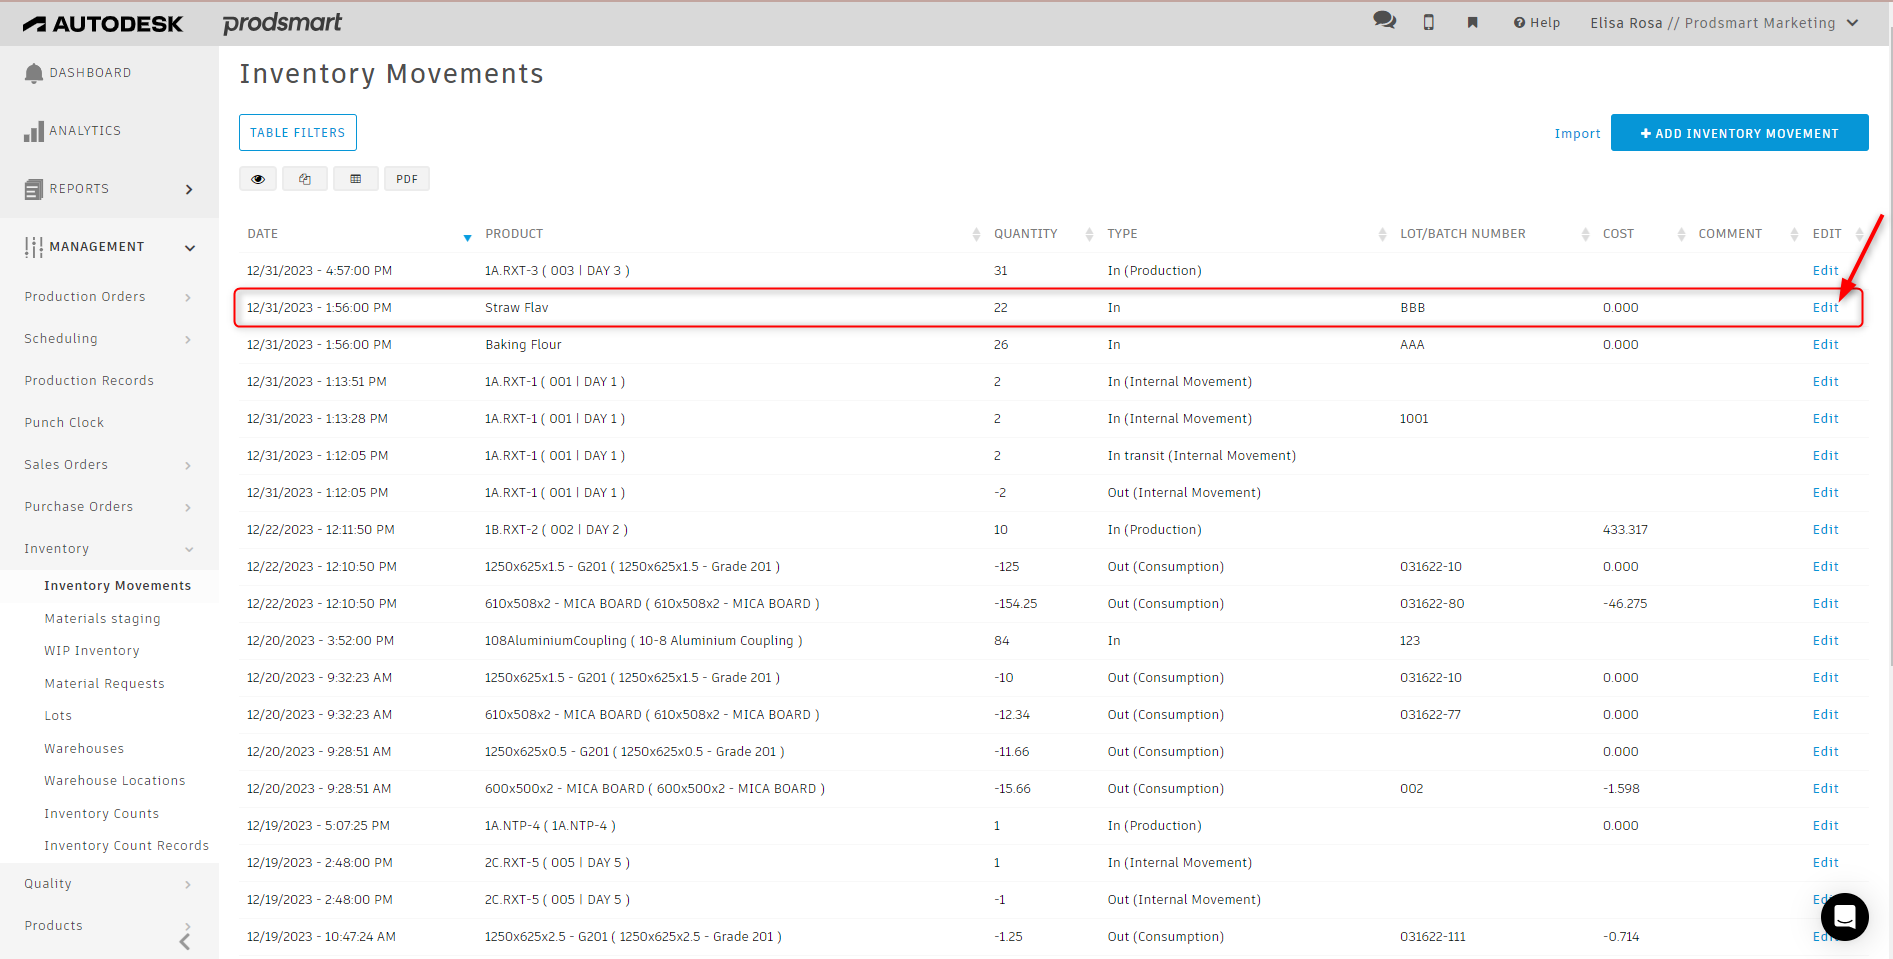 AUTODESK prodsmart Help Elisa Rosa // Prodsmart Marketing
DASHBOARD
ANALYTICS
REPORTS
MANAGEMENT
Production Orders
Scheduling
Production Records
Punch Clock
Sales Orders
Purchase Orders
Inventory
Inventory Movements
Materials staging
WIP Inventory
Material Requests
Lots
Warehouses
Warehouse Locations
Inventory Counts
Inventory Count Records
Quality
Products
Inventory Movements
TABLE FILTERS Import + ADD INVENTORY MOVEMENT
PDF
DATE PRODUCT QUANTITY TYPE LOT/BATCH NUMBER COST COMMENT EDIT
12/31/2023 - 4:57:00 PM 1A.RXT-3 ( 003 | DAY 3 ) 31 In (Production) Edit
12/31/2023 - 1:56:00 PM Straw Flav 22 In BBB 0.000 Edit
12/31/2023 - 1:56:00 PM Baking Flour 26 In AAA 0.000 Edit
12/31/2023 - 1:13:51 PM 1A.RXT-1 ( 001 | DAY 1 ) 2 In (Internal Movement) Edit
12/31/2023 - 1:13:28 PM 1A.RXT-1 ( 001 | DAY 1 ) 2 In (Internal Movement) 1001 Edit
12/31/2023 - 1:12:05 PM 1A.RXT-1 ( 001 | DAY 1 ) 2 In transit (Internal Movement) Edit
12/31/2023 - 1:12:05 PM 1A.RXT-1 ( 001 | DAY 1 ) -2 Out (Internal Movement) Edit
12/22/2023 - 12:11:50 PM 1B.RXT-2 ( 002 | DAY 2 ) 10 In (Production) 433.317 Edit
12/22/2023 - 12:10:50 PM 1250x625x1.5 - G201 ( 1250x625x1.5 - Grade 201 ) -125 Out (Consumption) 031622-10 0.000 Edit
12/22/2023 - 12:10:50 PM 610x508x2 - MICA BOARD ( 610x508x2 - MICA BOARD ) -154.25 Out (Consumption) 031622-80 -46.275 Edit
12/20/2023 - 3:52:00 PM 108AluminiumCoupling ( 10-8 Aluminium Coupling ) 84 In 123 Edit
12/20/2023 - 9:32:23 AM 1250x625x1.5 - G201 ( 1250x625x1.5 - Grade 201 ) -10 Out (Consumption) 031622-10 0.000 Edit
12/20/2023 - 9:32:23 AM 610x508x2 - MICA BOARD ( 610x508x2 - MICA BOARD ) -12.34 Out (Consumption) 031622-77 0.000 Edit
12/20/2023 - 9:28:51 AM 1250x625x0.5 - G201 ( 1250x625x0.5 - Grade 201 ) -11.66 Out (Consumption) 0.000 Edit
12/20/2023 - 9:28:51 AM 600x500x2 - MICA BOARD ( 600x500x2 - MICA BOARD ) -15.66 Out (Consumption) 002 -1.598 Edit
12/19/2023 - 5:07:25 PM 1A.NTP-4 ( 1A.NTP-4 ) 1 In (Production) 0.000 Edit
12/19/2023 - 2:48:00 PM 2C.RXT-5 ( 005 | DAY 5 ) 1 In (Internal Movement) Edit
12/19/2023 - 2:48:00 PM 2C.RXT-5 ( 005 | DAY 5 ) -1 Out (Internal Movement)
12/19/2023 - 10:47:24 AM 1250x625x2.5 - G201 ( 1250x625x2.5 - Grade 201 ) -1.25 Out (Consumption) 031622-111 -0.714